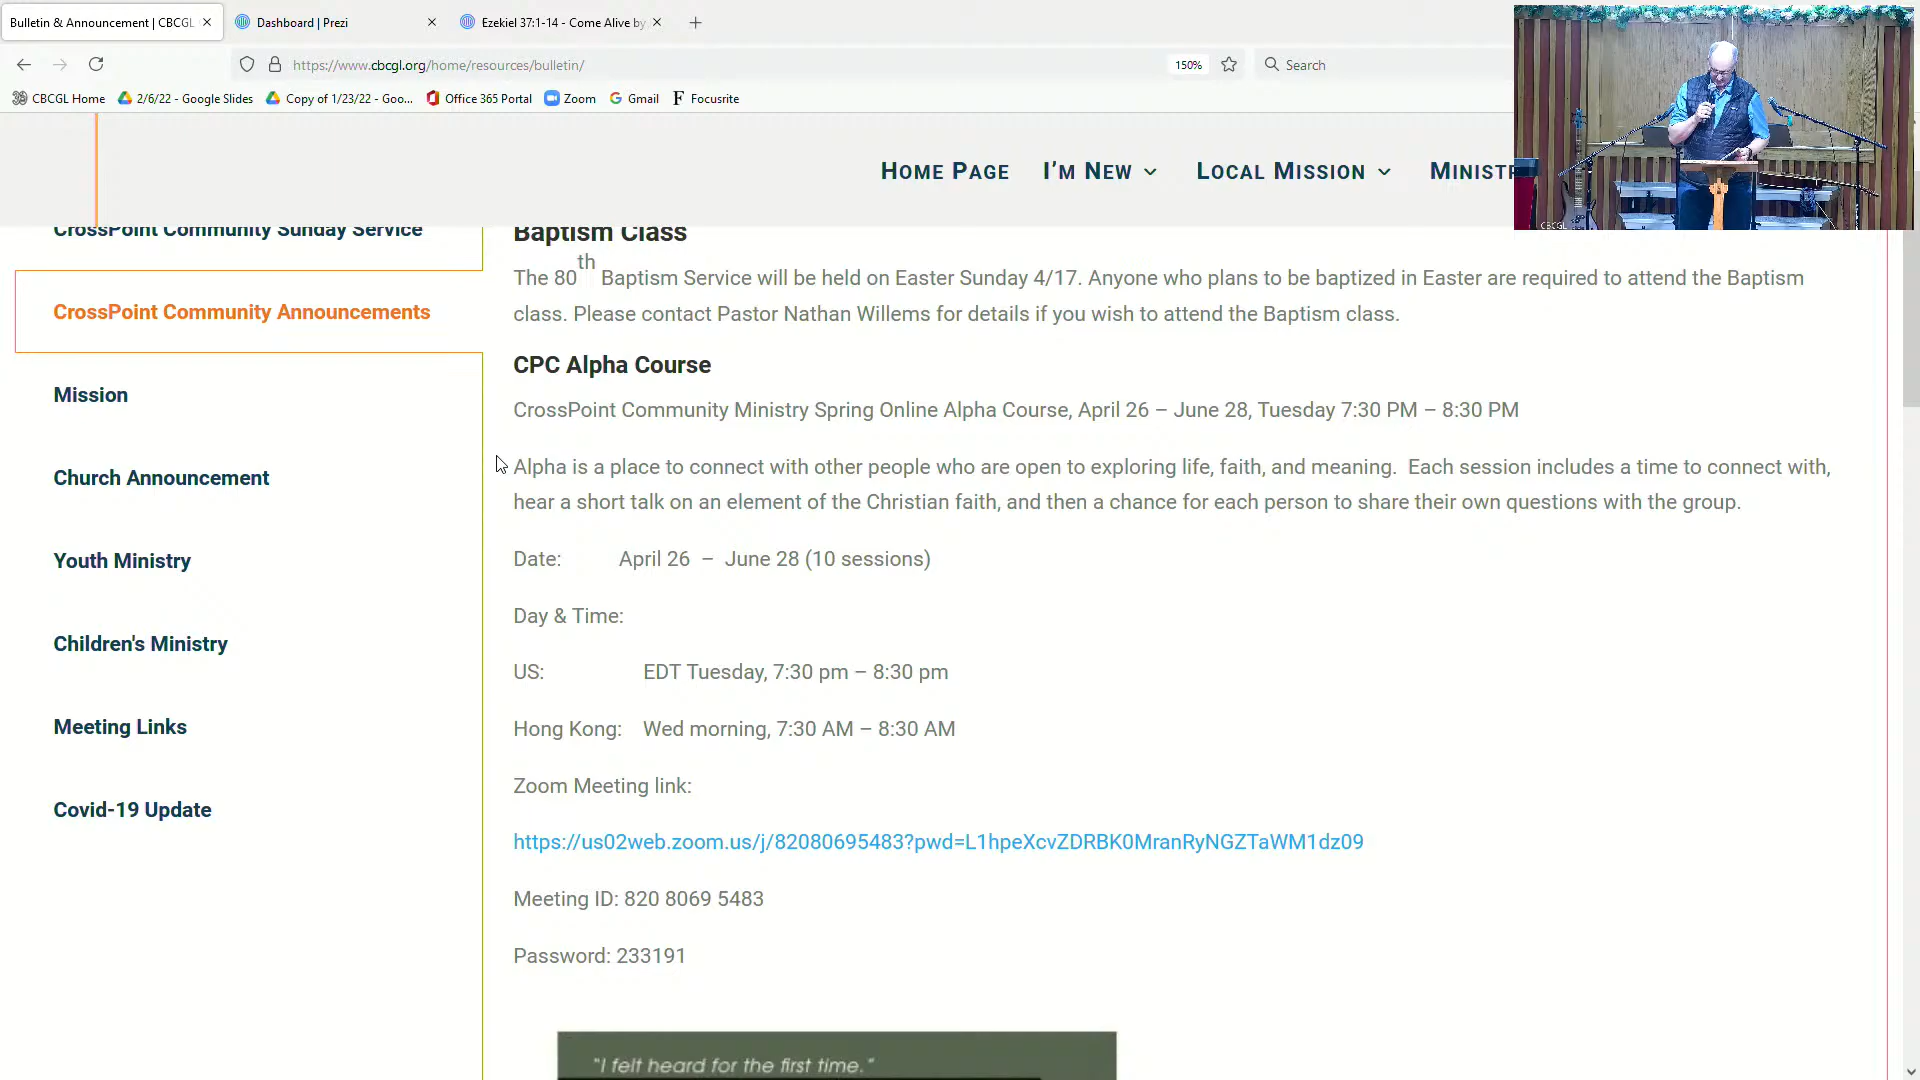 Bulletin & Announcement | CBCGL
Dashboard | Prezi
Ezekiel 37:1-14 - Come Alive by
https://www.cbcgl.org/home/resources/bulletin/
150%
Search
CBCGL Home
2/6/22 - Google Slides
Copy of 1/23/22 - Goo...
Office 365 Portal
Zoom
Gmail
Focusrite
HOME PAGE
I'M NEW
LOCAL MISSION
MINISTR
CBCGL
CrossPoint Community Sunday Service
CrossPoint Community Announcements
Mission
Church Announcement
Youth Ministry
Children's Ministry
Meeting Links
Covid-19 Update
Baptism Class
The 80th Baptism Service will be held on Easter Sunday 4/17. Anyone who plans to be baptized in Easter are required to attend the Baptism
class. Please contact Pastor Nathan Willems for details if you wish to attend the Baptism class.
CPC Alpha Course
CrossPoint Community Ministry Spring Online Alpha Course, April 26 – June 28, Tuesday 7:30 PM – 8:30 PM
Alpha is a place to connect with other people who are open to exploring life, faith, and meaning.  Each session includes a time to connect with,
hear a short talk on an element of the Christian faith, and then a chance for each person to share their own questions with the group.
Date: April 26 – June 28 (10 sessions)
Day & Time:
US: EDT Tuesday, 7:30 pm – 8:30 pm
Hong Kong: Wed morning, 7:30 AM – 8:30 AM
Zoom Meeting link:
https://us02web.zoom.us/j/82080695483?pwd=L1hpeXcvZDRBK0MranRyNGZTaWM1dz09
Meeting ID: 820 8069 5483
Password: 233191
"I felt heard for the first time."